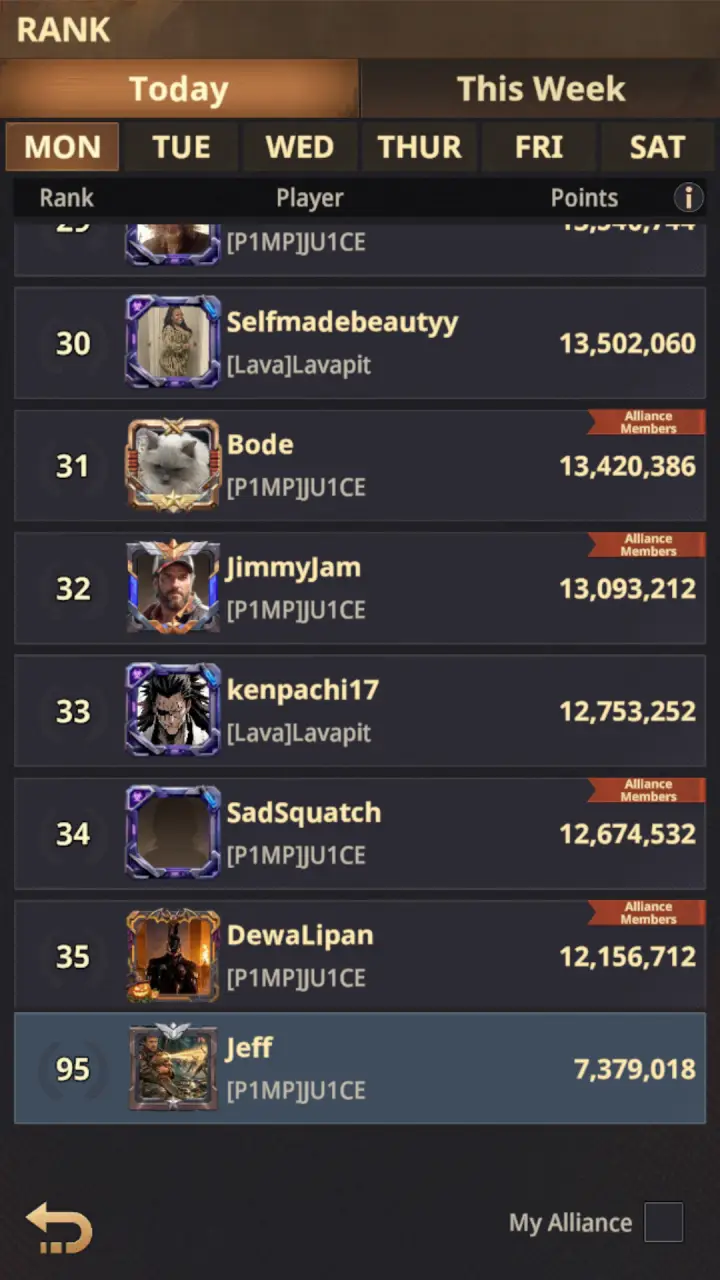 RANK
Today
This Week
MON
TUE
WED
THUR
FRI
SAT
Rank
Player
Points
i
[P1MP]JU1CE
30
Selfmadebeautyy
[Lava]Lavapit
13,502,060
Alliance
Members
31
Bode
[P1MP]JU1CE
13,420,386
Alliance
Members
32
JimmyJam
[P1MP]JU1CE
13,093,212
33
kenpachi17
[Lava]Lavapit
12,753,252
Alliance
Members
34
SadSquatch
[P1MP]JU1CE
12,674,532
Alliance
Members
35
DewaLipan
[P1MP]JU1CE
12,156,712
95
Jeff
[P1MP]JU1CE
7,379,018
My Alliance